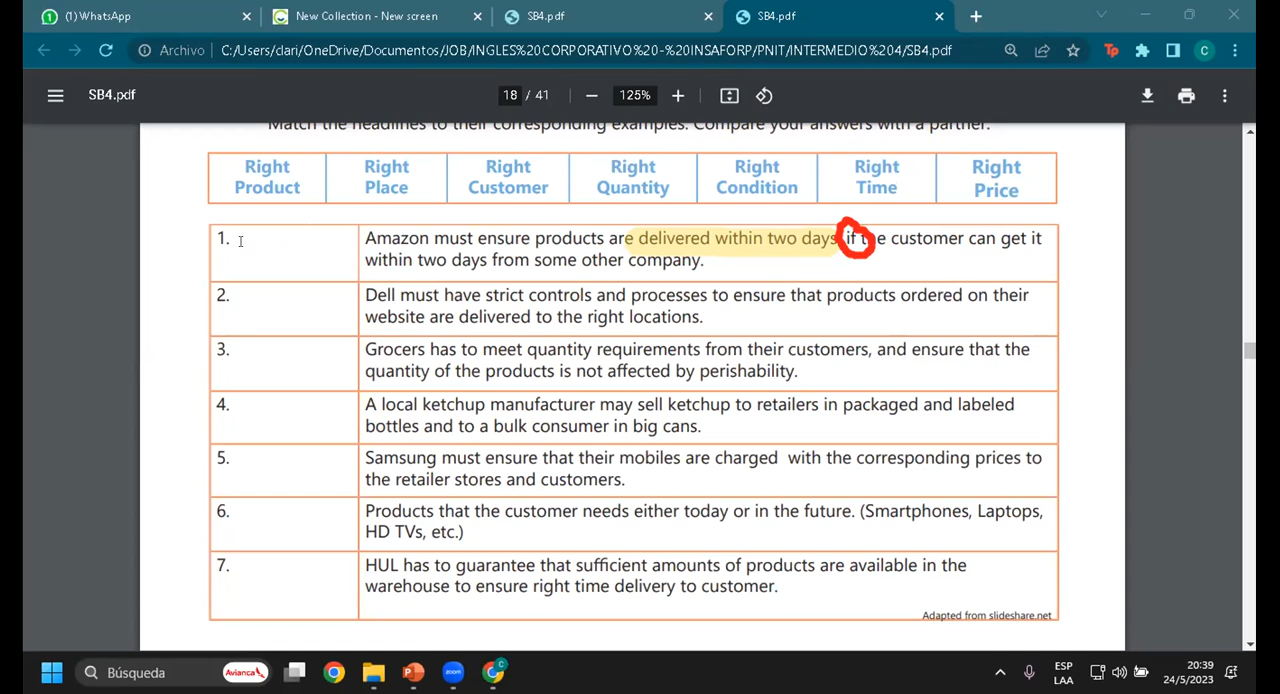 (1) WhatsApp
New Collection - New screen
SB4.pdf
SB4.pdf
Archivo
C:/Users/clari/OneDrive/Documentos/JOB/INGLES%20CORPORATIVO%20-%20INSAFORP/PNIT/INTERMEDIO%204/SB4.pdf
SB4.pdf
18 / 41
125%
Match the headlines to their corresponding examples. Compare your answers with a partner.
Right Product
Right Place
Right Customer
Right Quantity
Right Condition
Right Time
Right Price
1.
Amazon must ensure products are delivered within two days, if the customer can get it
within two days from some other company.
2.
Dell must have strict controls and processes to ensure that products ordered on their
website are delivered to the right locations.
3.
Grocers has to meet quantity requirements from their customers, and ensure that the
quantity of the products is not affected by perishability.
4.
A local ketchup manufacturer may sell ketchup to retailers in packaged and labeled
bottles and to a bulk consumer in big cans.
5.
Samsung must ensure that their mobiles are charged with the corresponding prices to
the retailer stores and customers.
6.
Products that the customer needs either today or in the future. (Smartphones, Laptops,
HD TVs, etc.)
7.
HUL has to guarantee that sufficient amounts of products are available in the
warehouse to ensure right time delivery to customer.
Adapted from slideshare.net
Búsqueda
Avianca
zoom
ESP
LAA
20:39
24/5/2023